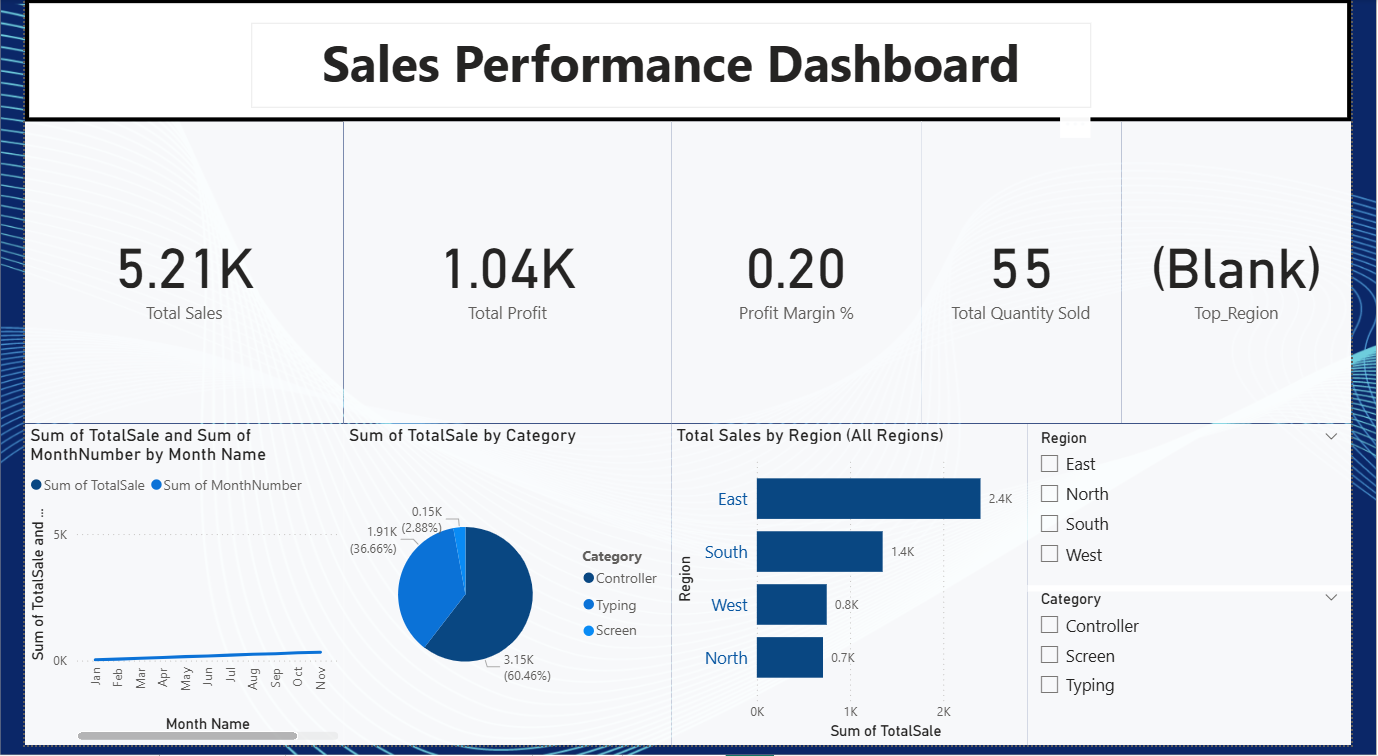 Sales Performance Dashboard
5.21K
Total Sales
1.04K
Total Profit
0.20
Profit Margin %
55
Total Quantity Sold
(Blank)
Top_Region
Sum of TotalSale and Sum of
MonthNumber by Month Name
Sum of TotalSale
Sum of MonthNumber
Sum of TotalSale and ...
5K
0K
Jan
Feb
Mar
Apr
May
Jun
Jul
Aug
Sep
Oct
Nov
Month Name
Sum of TotalSale by Category
0.15K
(2.88%)
1.91K
(36.66%)
3.15K
(60.46%)
Category
Controller
Typing
Screen
Total Sales by Region (All Regions)
Region
East
2.4K
South
1.4K
West
0.8K
North
0.7K
0K
1K
2K
Sum of TotalSale
Region
East
North
South
West
Category
Controller
Screen
Typing